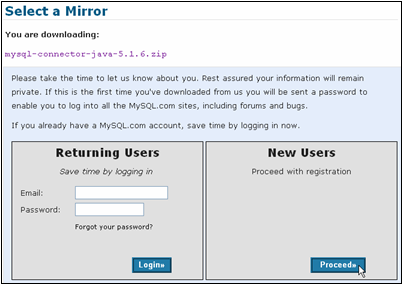 Select a Mirror
You are downloading:
mysql-connector-java-5.1.6.zip
Please take the time to let us know about you. Rest assured your information will remain
private. If this is the first time you've downloaded from us you will be sent a password to
enable you to log into all the MySQL.com sites, including forums and bugs.
If you already have a MySQL.com account, save time by logging in now.
Returning Users
Save time by logging in
Email:
Password:
Forgot your password?
Login»
New Users
Proceed with registration
Proceed»